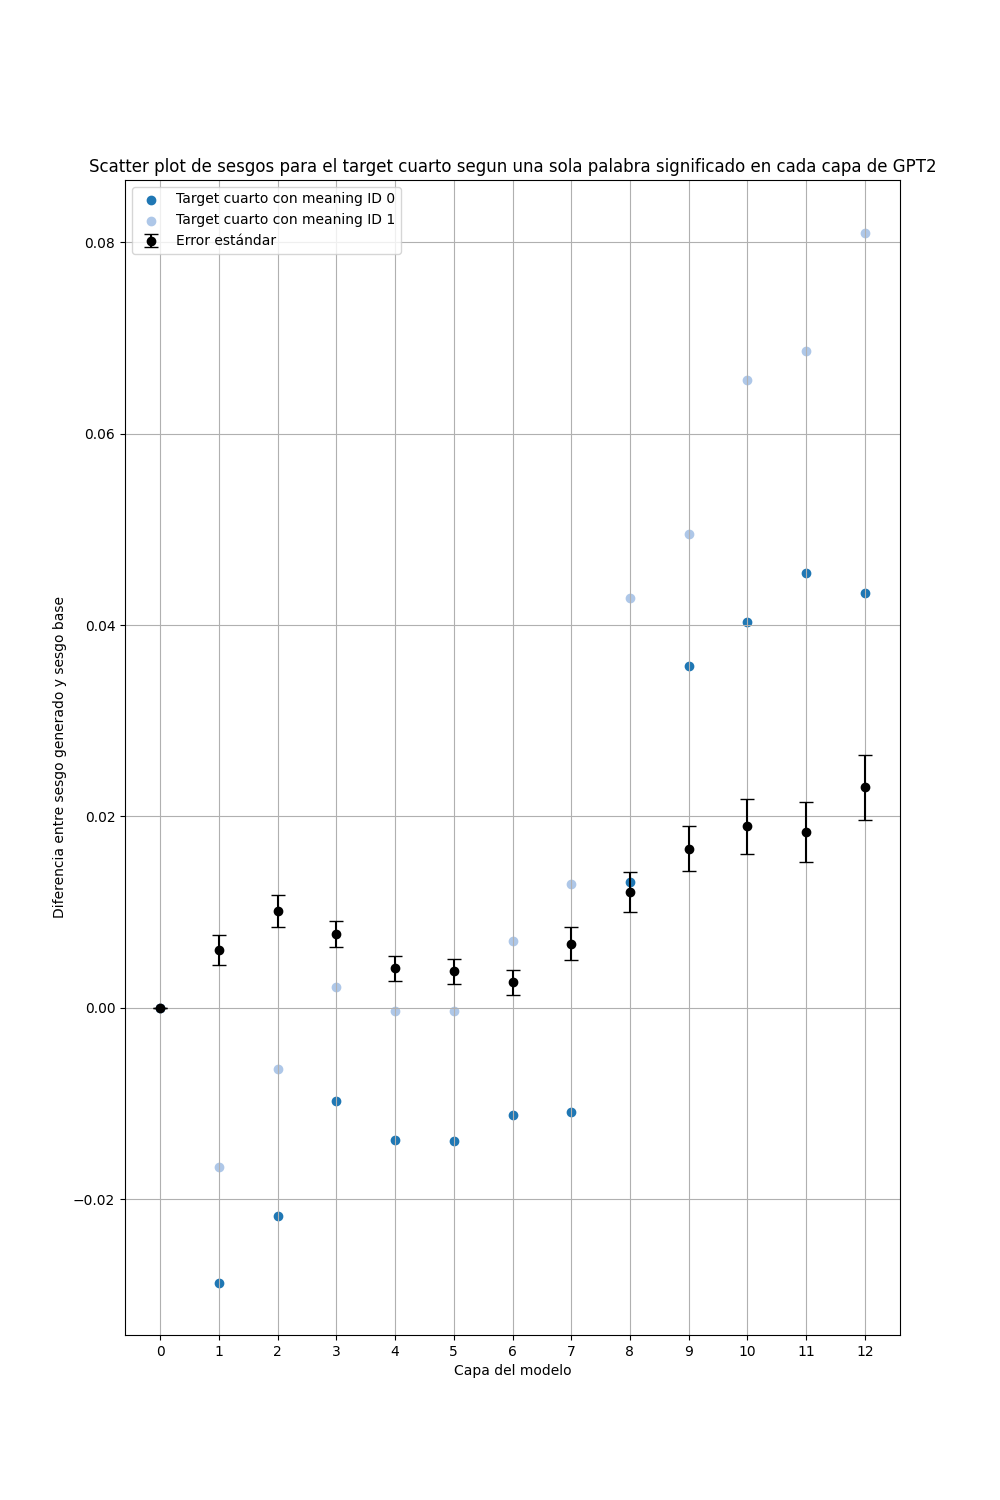 Scatter plot de sesgos para el target cuarto segun una sola palabra significado en cada capa de GPT2
Target cuarto con meaning ID 0
Target cuarto con meaning ID 1
Error estándar
0.08
0.06
0.04
0.02
0.00
−0.02
Diferencia entre sesgo generado y sesgo base
0 1 2 3 4 5 6 7 8 9 10 11 12
Capa del modelo